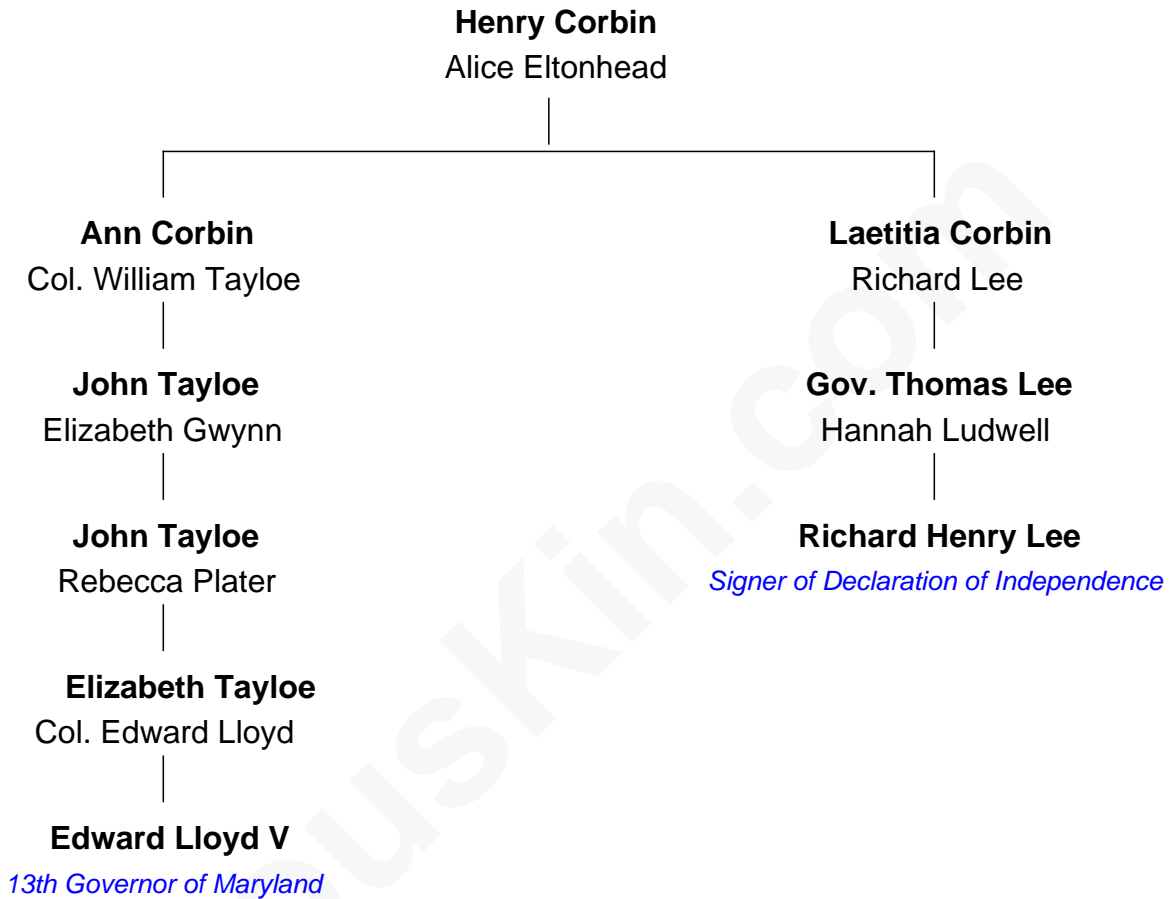 Henry Corbin
Alice Eltonhead
Ann Corbin
Col. William Tayloe
Laetitia Corbin
Richard Lee
John Tayloe
Elizabeth Gwynn
Gov. Thomas Lee
Hannah Ludwell
John Tayloe
Rebecca Plater
Richard Henry Lee
Signer of Declaration of Independence
Elizabeth Tayloe
Col. Edward Lloyd
Edward Lloyd V
13th Governor of Maryland
ousKin.com